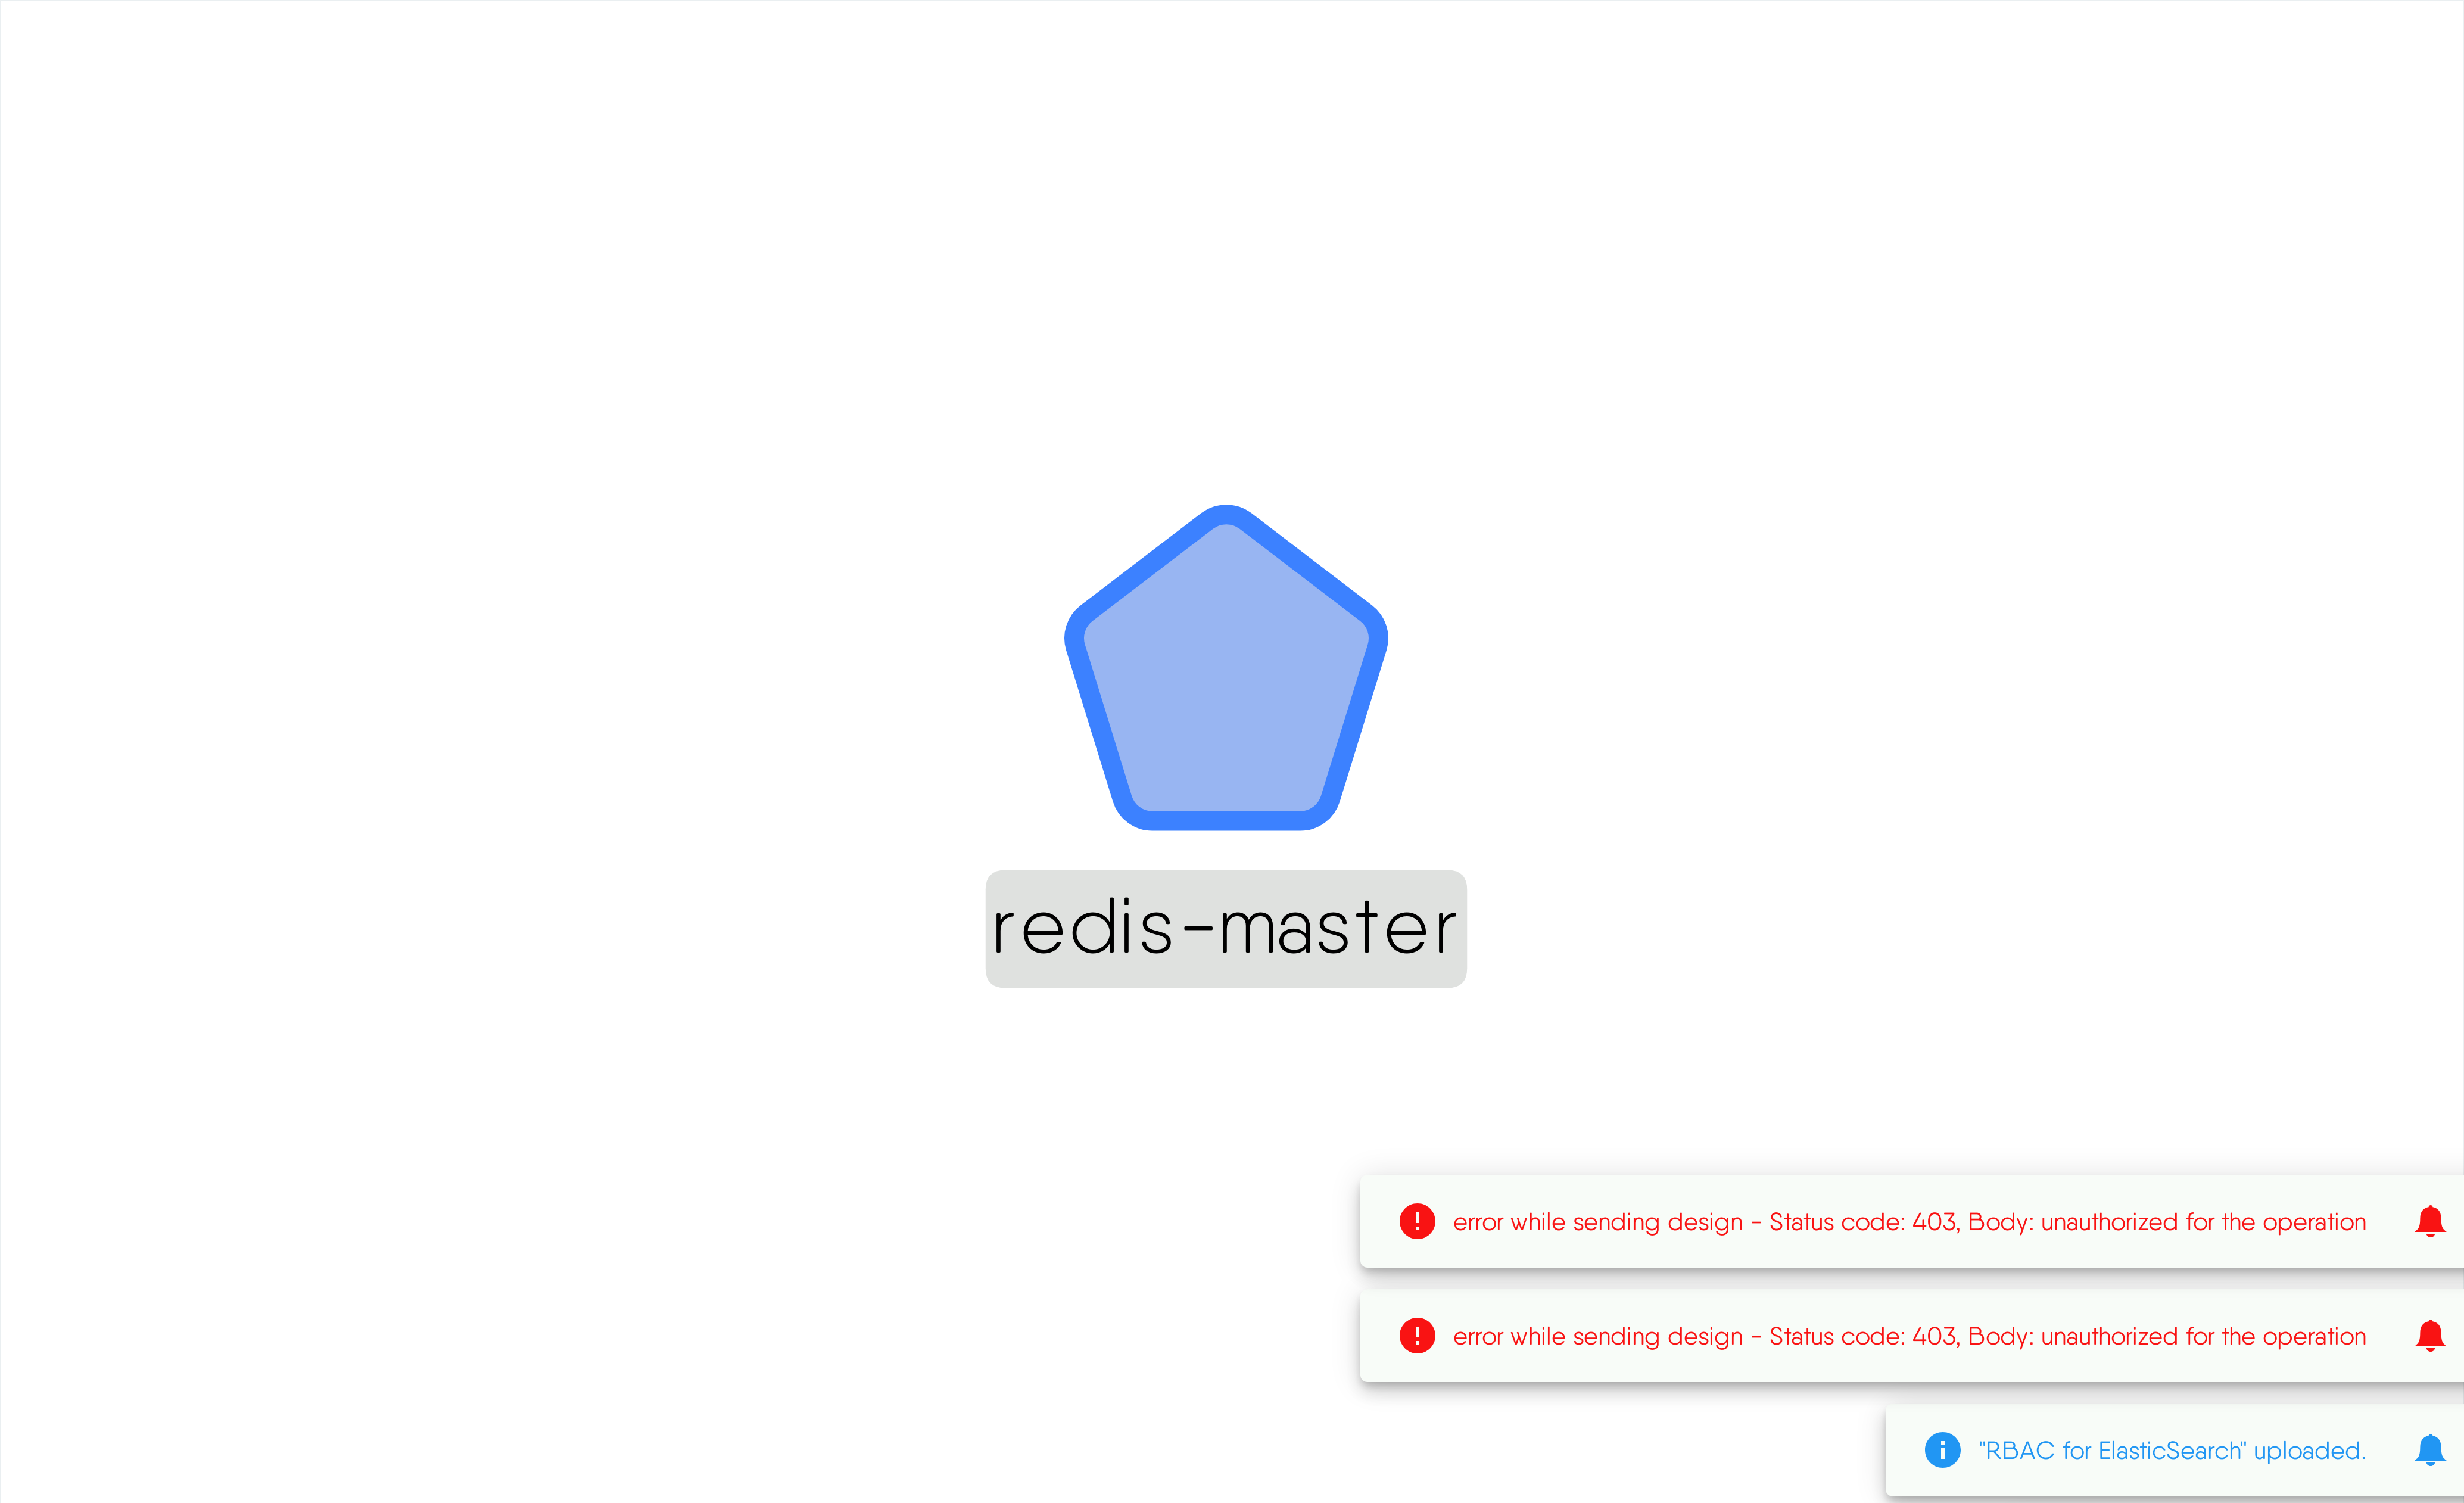 redis-master
error while sending design - Status code: 403, Body: unauthorized for the operation
error while sending design - Status code: 403, Body: unauthorized for the operation
"RBAC for ElasticSearch" uploaded.